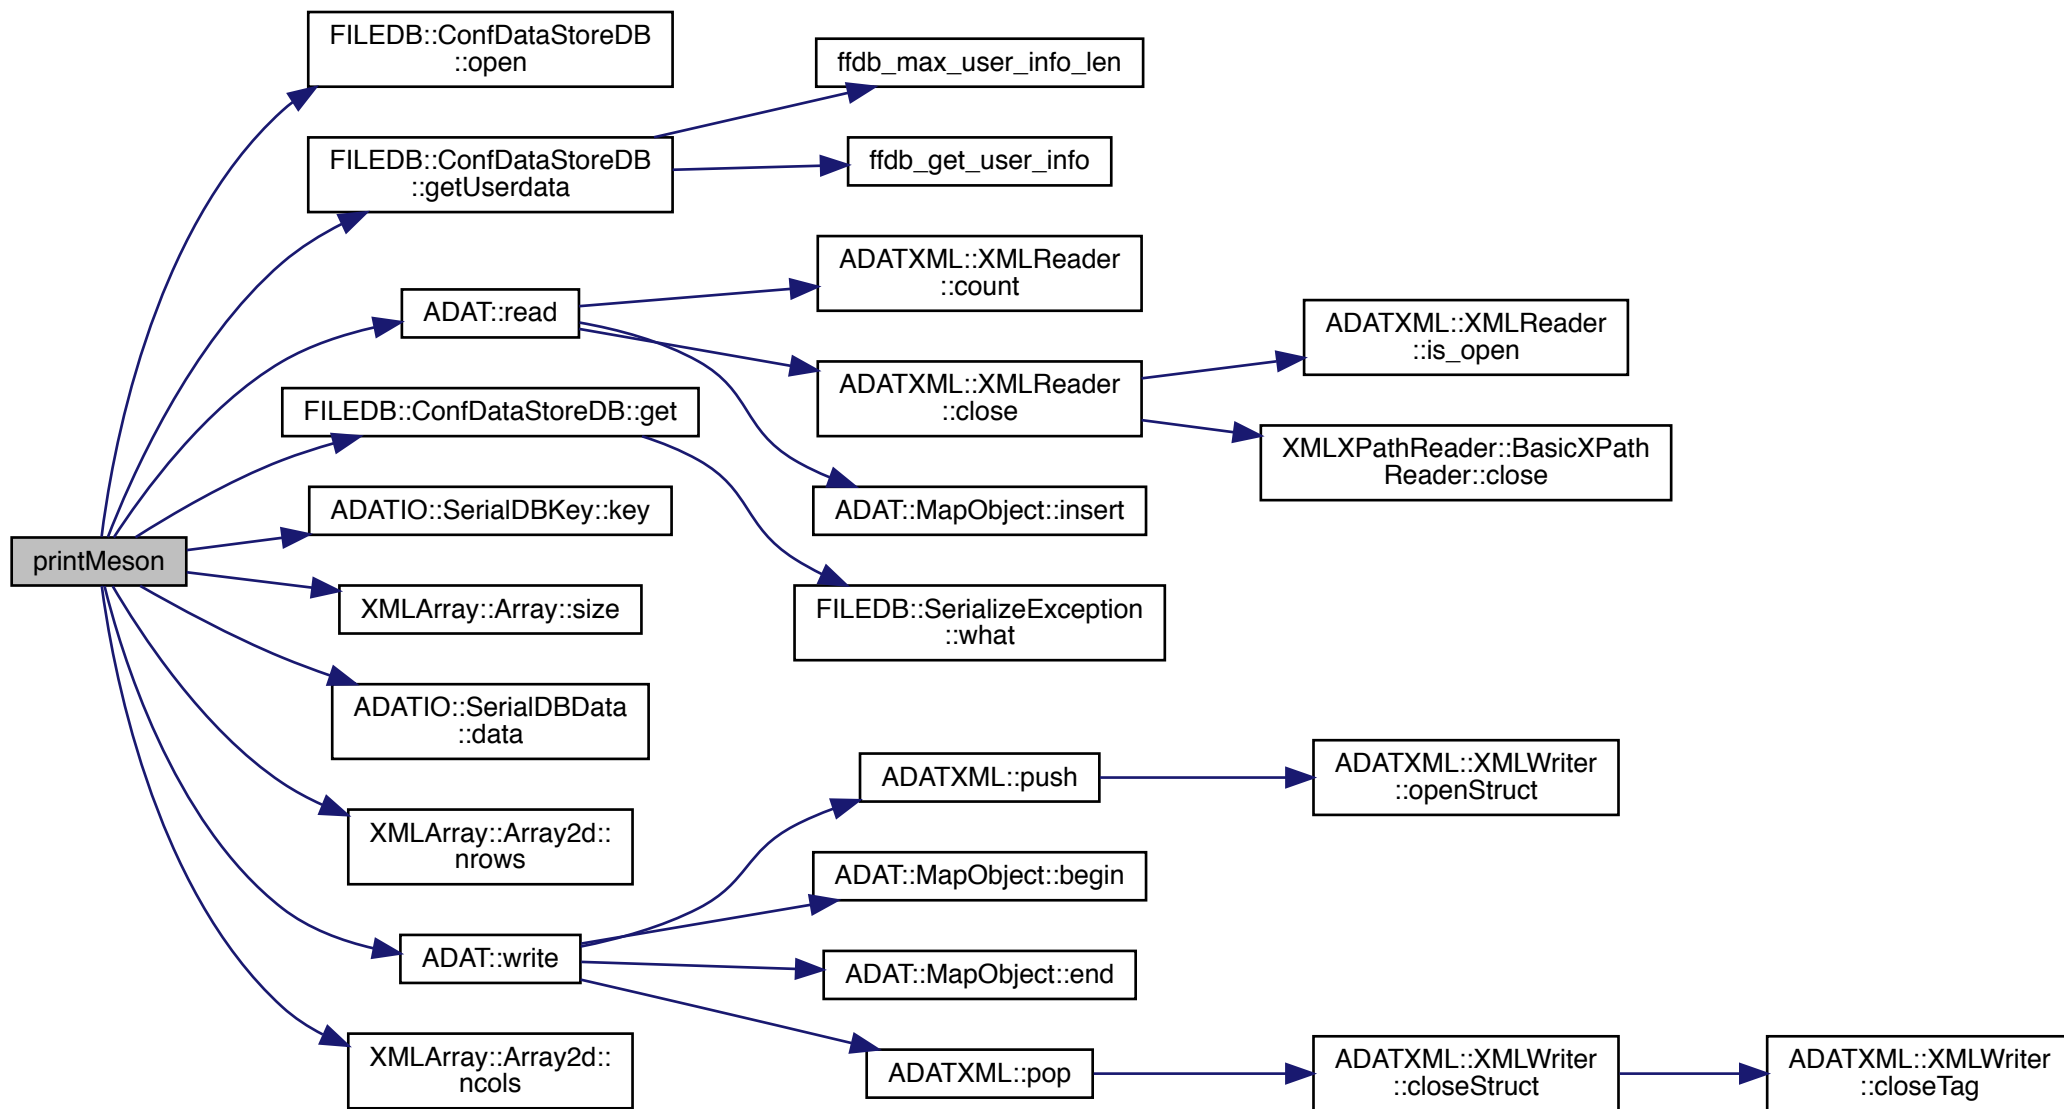 printMeson
FILEDB::ConfDataStoreDB
::open
FILEDB::ConfDataStoreDB
::getUserdata
ffdb_max_user_info_len
ffdb_get_user_info
ADAT::read
ADATXML::XMLReader
::count
ADATXML::XMLReader
::close
ADATXML::XMLReader
::is_open
XMLXPathReader::BasicXPath
Reader::close
ADAT::MapObject::insert
FILEDB::ConfDataStoreDB::get
FILEDB::SerializeException
::what
ADATIO::SerialDBKey::key
XMLArray::Array::size
ADATIO::SerialDBData
::data
XMLArray::Array2d::
nrows
ADAT::write
ADATXML::push
ADATXML::XMLWriter
::openStruct
ADAT::MapObject::begin
ADAT::MapObject::end
ADATXML::pop
ADATXML::XMLWriter
::closeStruct
ADATXML::XMLWriter
::closeTag
XMLArray::Array2d::
ncols